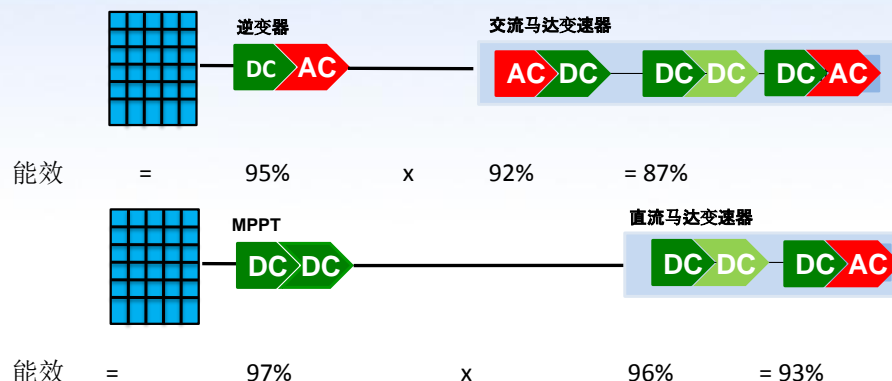 逆变器
交流马达变速器
DC AC
AC DC DC DC DC AC
能效 = 95% x 92% = 87%
MPPT
直流马达变速器
DC DC
DC DC DC AC
能效 = 97% x 96% = 93%